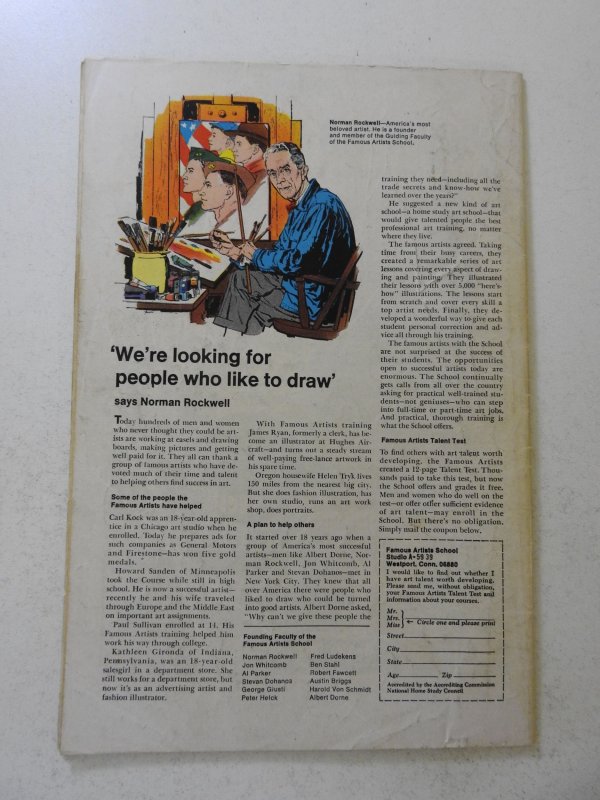 Norman Rockwell—America's most
beloved artist. He is a founder
and member of the Guiding Faculty
of the Famous Artists School.
'We're looking for
people who like to draw'
says Norman Rockwell
Today hundreds of men and women
who never thought they could be art-
ists are working at easels and drawing
boards, making pictures and getting
well paid for it. They all can thank a
group of famous artists who have de-
voted much of their time and talent
to helping others find success in art.
Some of the people the
Famous Artists have helped
Carl Kock was an 18-year-old appren-
tice in a Chicago art studio when he
enrolled. Today he prepares ads for
such companies as General Motors
and Firestone—has won five gold
medals.
Howard Sanden of Minneapolis
took the Course while still in high
school. He is now a successful artist—
recently he and his wife traveled
through Europe and the Middle East
on important art assignments.
Paul Sullivan enrolled at 14. His
Famous Artists training helped him
work his way through college.
Kathleen Gironda of Indiana,
Pennsylvania, was an 18-year-old
salesgirl in a department store. She
still works for a department store, but
now it's as an advertising artist and
fashion illustrator.
With Famous Artists training
James Ryan, formerly a clerk, has be-
come an illustrator at Hughes Air-
craft—and turns out a steady stream
of well-paying free-lance artwork in
his spare time.
Oregon housewife Helen Tryk lives
150 miles from the nearest big city.
But she does fashion illustration, has
her own studio, runs an art work
shop, does portraits.
A plan to help others
It started over 18 years ago when a
group of America's most successful
artists—men like Albert Dorne, Nor-
man Rockwell, Jon Whitcomb, Al
Parker and Stevan Dohanos—met in
New York City. They knew that all
over America there were people who
liked to draw who could be turned
into good artists. Albert Dorne asked,
"Why can't we give these people the
Founding Faculty of the
Famous Artists School
Norman Rockwell
Jon Whitcomb
Al Parker
Stevan Dohanos
George Giusti
Peter Helck
Fred Ludekens
Ben Stahl
Robert Fawcett
Austin Briggs
Harold Von Schmidt
Albert Dorne
training they need—including all the
trade secrets and know-how we've
learned over the years?"
He suggested a new kind of art
school—a home study art school—that
would give talented people the best
professional art training, no matter
where they live.
The famous artists agreed. Taking
time from their busy careers, they
created a remarkable series of art
lessons covering every aspect of draw-
ing and painting. They illustrated
their lessons with over 5,000 "here's-
how" illustrations. The lessons start
from scratch and cover every skill a
top artist needs. Finally, they de-
veloped a wonderful way to give each
student personal correction and ad-
vice all through his training.
The famous artists with the School
are not surprised at the success of
their students. The opportunities
open to successful artists today are
enormous. The School continually
gets calls from all over the country
asking for practical well-trained stu-
dents—not geniuses—who can step
into full-time or part-time art jobs.
And practical, thorough training is
what the School offers.
Famous Artists Talent Test
To find others with art talent worth
developing, the Famous Artists
created a 12-page Talent Test. Thou-
sands paid to take this test, but now
the School offers and grades it free.
Men and women who do well on the
test—or offer other sufficient evidence
of art talent—may enroll in the
School. But there's no obligation.
Simply mail the coupon below.
Famous Artists School
Studio A-5939
Westport, Conn. 06880
I would like to find out whether I
have art talent worth developing.
Please send me, without obligation,
your Famous Artists Talent Test and
information about your courses.
Mr.
Mrs. ← Circle one and please print
Miss
Street
City
State
Age Zip
Accredited by the Accrediting Commission
National Home Study Council